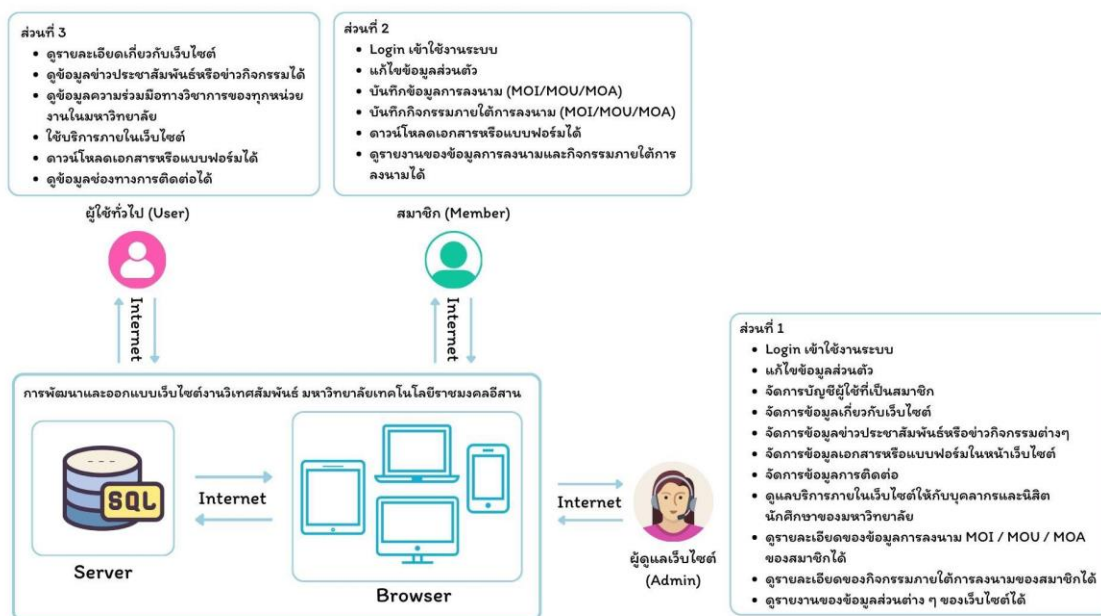 ส่วนที่ 3
• ดูรายละเอียดเกี่ยวกับเว็บไซต์
• ดูข้อมูลข่าวประชาสัมพันธ์หรือข่าวกิจกรรมได้
• ดูข้อมูลความร่วมมือทางวิชาการของทุกหน่วย
งานในมหาวิทยาลัย
• ใช้บริการภายในเว็บไซต์
• ดาวน์โหลดเอกสารหรือแบบฟอร์มได้
• ดูข้อมูลช่องทางการติดต่อได้
ผู้ใช้ทั่วไป (User)
Internet
ส่วนที่ 2
• Login เข้าใช้งานระบบ
• แก้ไขข้อมูลส่วนตัว
• บันทึกข้อมูลการลงนาม (MOI/MOU/MOA)
• บันทึกกิจกรรมภายใต้การลงนาม (MOI/MOU/MOA)
• ดาวน์โหลดเอกสารหรือแบบฟอร์มได้
• ดูรายงานของข้อมูลการลงนามและกิจกรรมภายใต้การ
ลงนามได้
สมาชิก (Member)
Internet
การพัฒนาและออกแบบเว็บไซต์งานวิเทศสัมพันธ์ มหาวิทยาลัยเทคโนโลยีราชมงคลอีสาน
SQL
Server
Internet
Browser
Internet
ผู้ดูแลเว็บไซต์
(Admin)
ส่วนที่ 1
• Login เข้าใช้งานระบบ
• แก้ไขข้อมูลส่วนตัว
• จัดการบัญชีผู้ใช้ที่เป็นสมาชิก
• จัดการข้อมูลเกี่ยวกับเว็บไซต์
• จัดการข้อมูลข่าวประชาสัมพันธ์หรือข่าวกิจกรรมต่างๆ
• จัดการข้อมูลเอกสารหรือแบบฟอร์มในหน้าเว็บไซต์
• จัดการข้อมูลการติดต่อ
• ดูแลบริการภายในเว็บไซต์ให้กับบุคลากรและนิสิต
นักศึกษาของมหาวิทยาลัย
• ดูรายละเอียดของข้อมูลการลงนาม MOI / MOU / MOA
ของสมาชิกได้
• ดูรายละเอียดของกิจกรรมภายใต้การลงนามของสมาชิกได้
• ดูรายงานของข้อมูลส่วนต่าง ๆ ของเว็บไซต์ได้